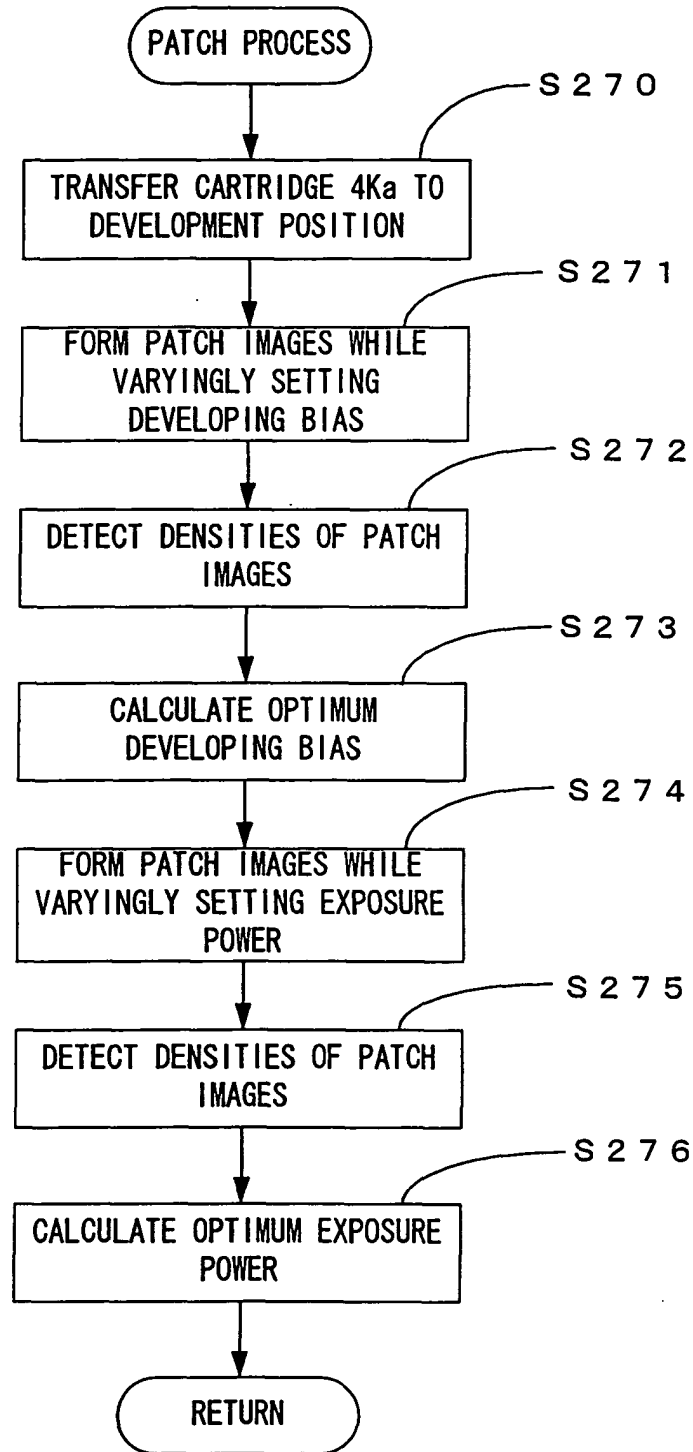 PATCH PROCESS
S270
TRANSFER CARTRIDGE 4Ka TO
DEVELOPMENT POSITION
S271
FORM PATCH IMAGES WHILE
VARYINGLY SETTING
DEVELOPING BIAS
S272
DETECT DENSITIES OF PATCH
IMAGES
S273
CALCULATE OPTIMUM
DEVELOPING BIAS
S274
FORM PATCH IMAGES WHILE
VARYINGLY SETTING EXPOSURE
POWER
S275
DETECT DENSITIES OF PATCH
IMAGES
S276
CALCULATE OPTIMUM EXPOSURE
POWER
RETURN